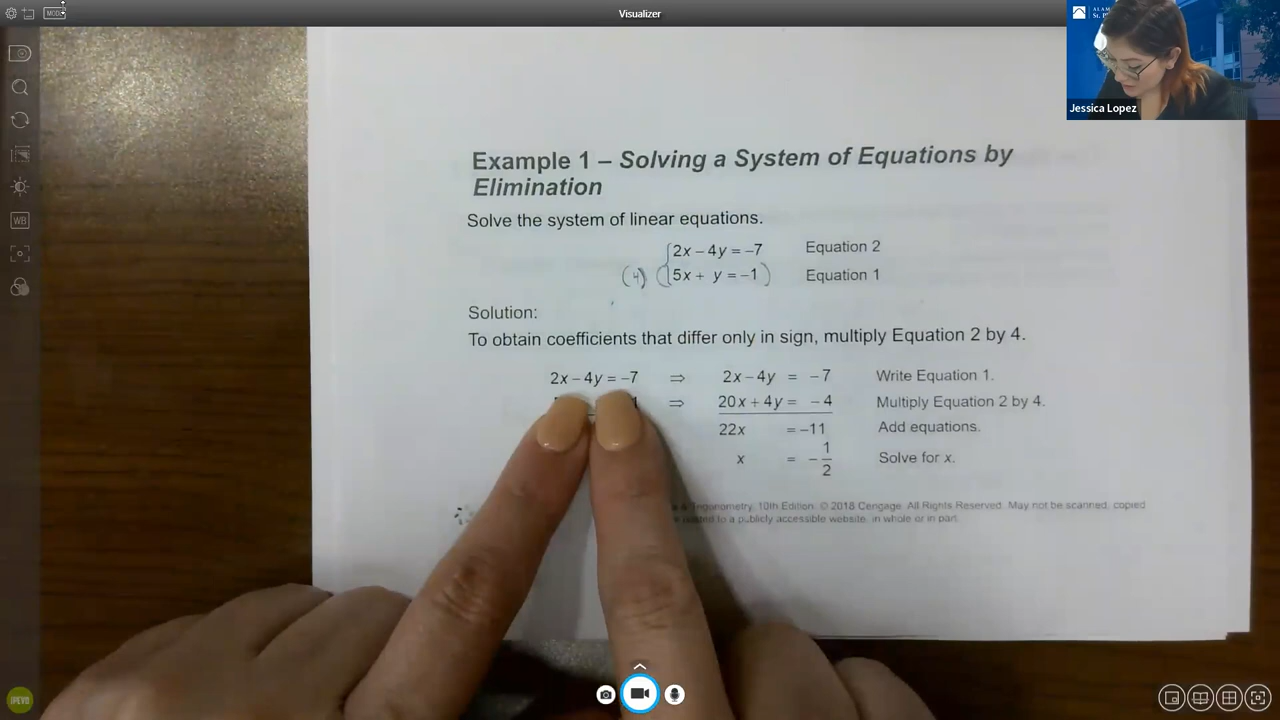 Visualizer
Jessica Lopez
WB
Example 1 – Solving a System of Equations by
Elimination
Solve the system of linear equations.
2x – 4y = –7 Equation 2
(4) ( 5x + y = –1 ) Equation 1
Solution:
To obtain coefficients that differ only in sign, multiply Equation 2 by 4.
2x – 4y = –7 ⇒ 2x – 4y = –7 Write Equation 1.
1 ⇒ 20x + 4y = –4 Multiply Equation 2 by 4.
22x = –11 Add equations.
x = – 1/2 Solve for x.
Trigonometry, 10th Edition. © 2018 Cengage. All Rights Reserved. May not be scanned, copied
to a publicly accessible website, in whole or in part.
IPEVO